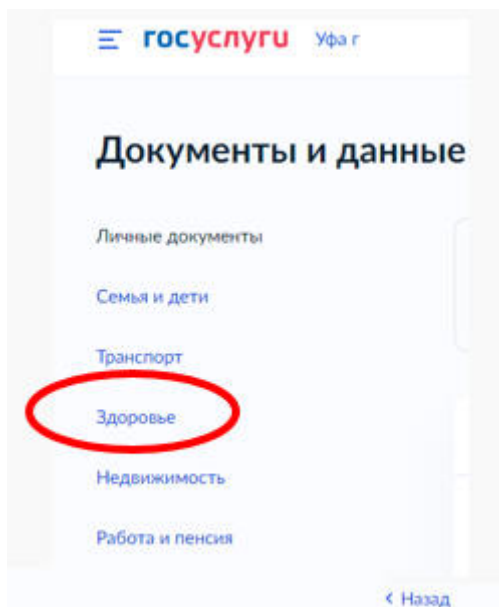 госуслуги Уфа г
Документы и данные
Личные документы
Семья и дети
Транспорт
Здоровье
Недвижимость
Работа и пенсия
< Назад